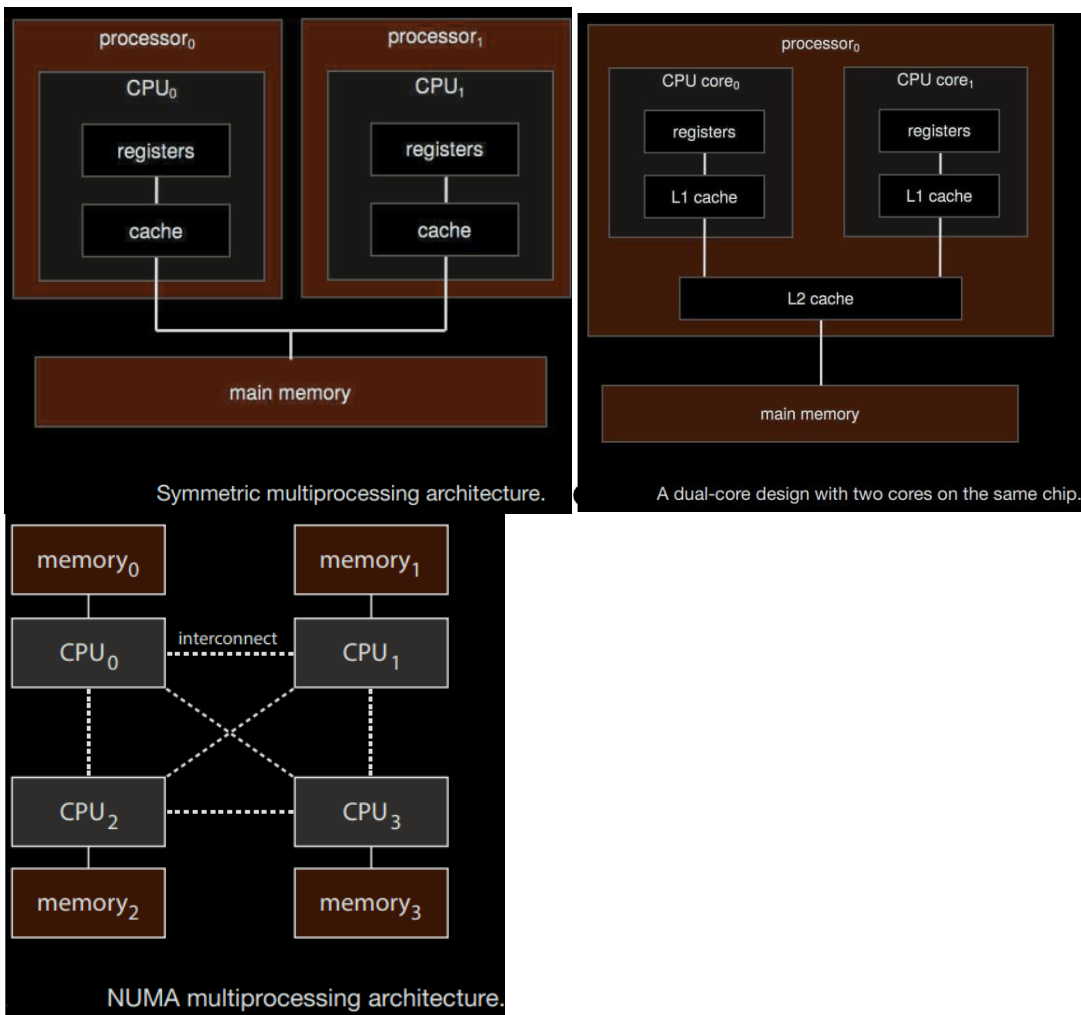 processor₀
CPU₀
registers
cache
processor₁
CPU₁
registers
cache
main memory
Symmetric multiprocessing architecture.
processor₀
CPU core₀
registers
L1 cache
CPU core₁
registers
L1 cache
L2 cache
main memory
A dual-core design with two cores on the same chip.
memory₀
memory₁
CPU₀
interconnect
CPU₁
CPU₂
CPU₃
memory₂
memory₃
NUMA multiprocessing architecture.